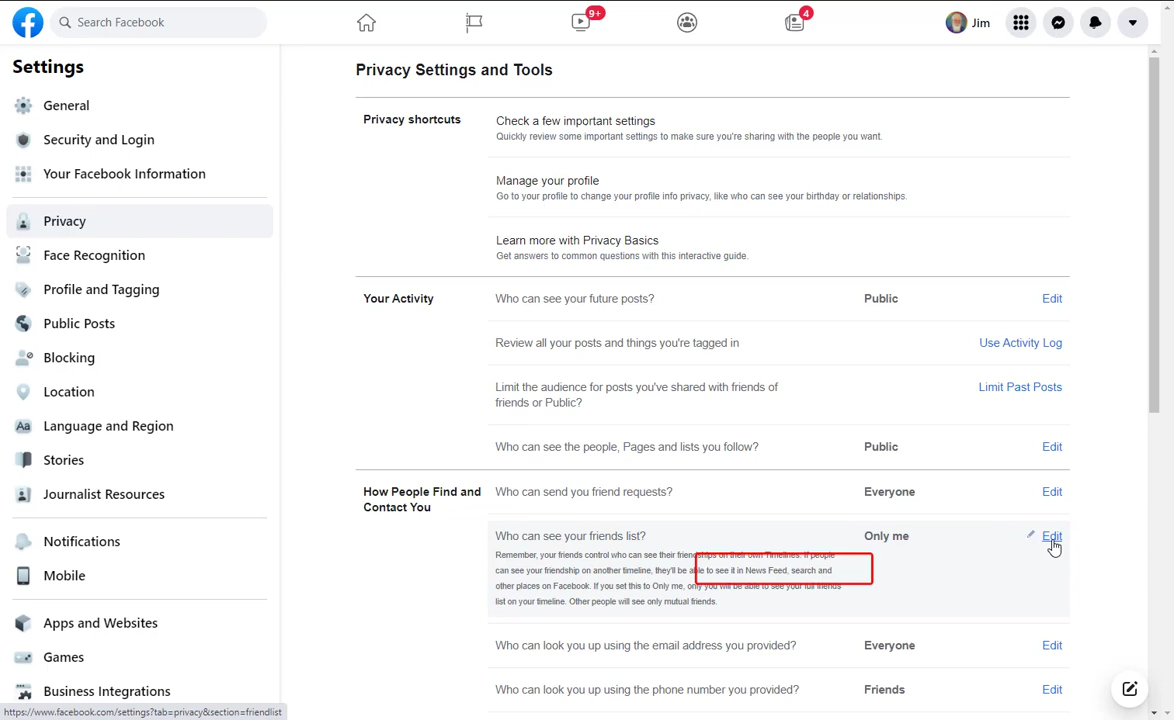 Search Facebook
9+
4
Jim
Settings
General
Security and Login
Your Facebook Information
Privacy
Face Recognition
Profile and Tagging
Public Posts
Blocking
Location
Aa Language and Region
Stories
Journalist Resources
Notifications
Mobile
Apps and Websites
Games
Business Integrations
https://www.facebook.com/settings?tab=privacy&section=friendlist
Privacy Settings and Tools
Privacy shortcuts
Check a few important settings
Quickly review some important settings to make sure you're sharing with the people you want.
Manage your profile
Go to your profile to change your profile info privacy, like who can see your birthday or relationships.
Learn more with Privacy Basics
Get answers to common questions with this interactive guide.
Your Activity
Who can see your future posts? Public Edit
Review all your posts and things you're tagged in Use Activity Log
Limit the audience for posts you've shared with friends of
friends or Public? Limit Past Posts
Who can see the people, Pages and lists you follow? Public Edit
How People Find and
Contact You
Who can send you friend requests? Everyone Edit
Who can see your friends list? Only me Edit
Remember, your friends control who can see their friendships on their own Timelines. If people
can see your friendship on another timeline, they'll be able to see it in News Feed, search and
other places on Facebook. If you set this to Only me, only you will be able to see your full friends
list on your timeline. Other people will see only mutual friends.
Who can look you up using the email address you provided? Everyone Edit
Who can look you up using the phone number you provided? Friends Edit